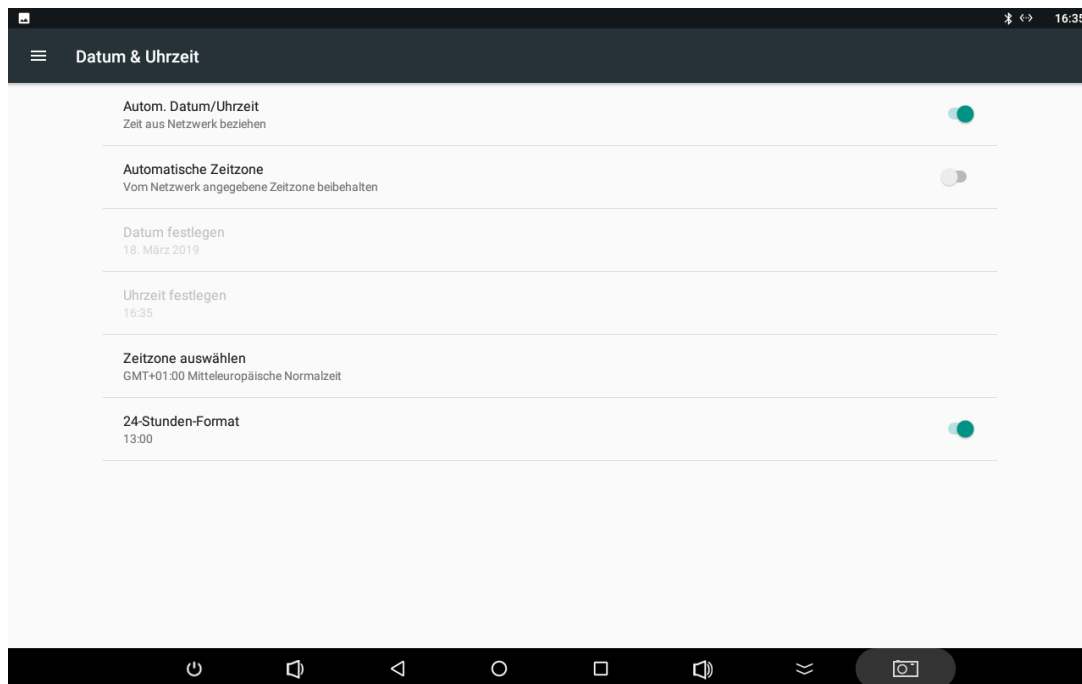 16:35
Datum & Uhrzeit
Autom. Datum/Uhrzeit
Zeit aus Netzwerk beziehen
Automatische Zeitzone
Vom Netzwerk angegebene Zeitzone beibehalten
Datum festlegen
18. März 2019
Uhrzeit festlegen
16:35
Zeitzone auswählen
GMT+01:00 Mitteleuropäische Normalzeit
24-Stunden-Format
13:00